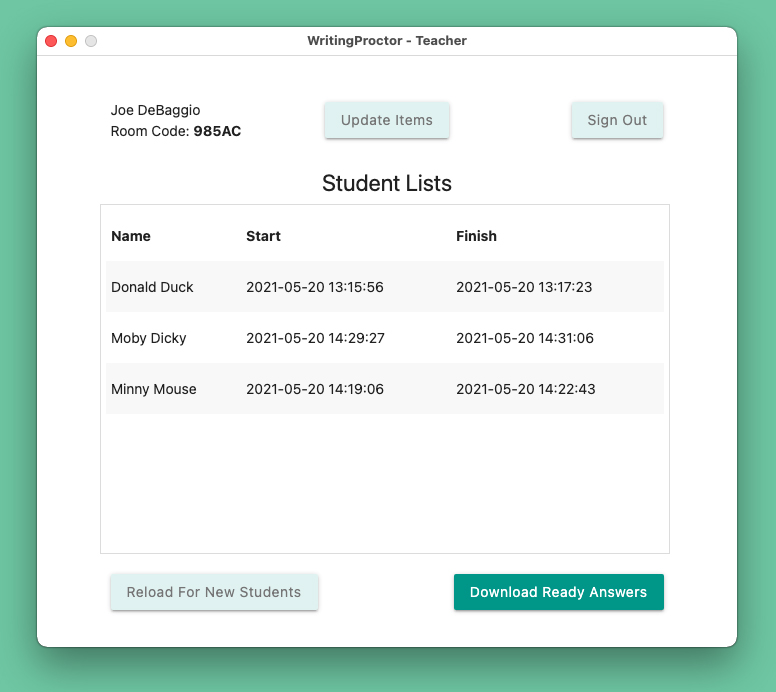 WritingProctor - Teacher
Joe DeBaggio
Room Code: 985AC
Update Items
Sign Out
Student Lists
Name Start Finish
Donald Duck 2021-05-20 13:15:56 2021-05-20 13:17:23
Moby Dicky 2021-05-20 14:29:27 2021-05-20 14:31:06
Minny Mouse 2021-05-20 14:19:06 2021-05-20 14:22:43
Reload For New Students
Download Ready Answers